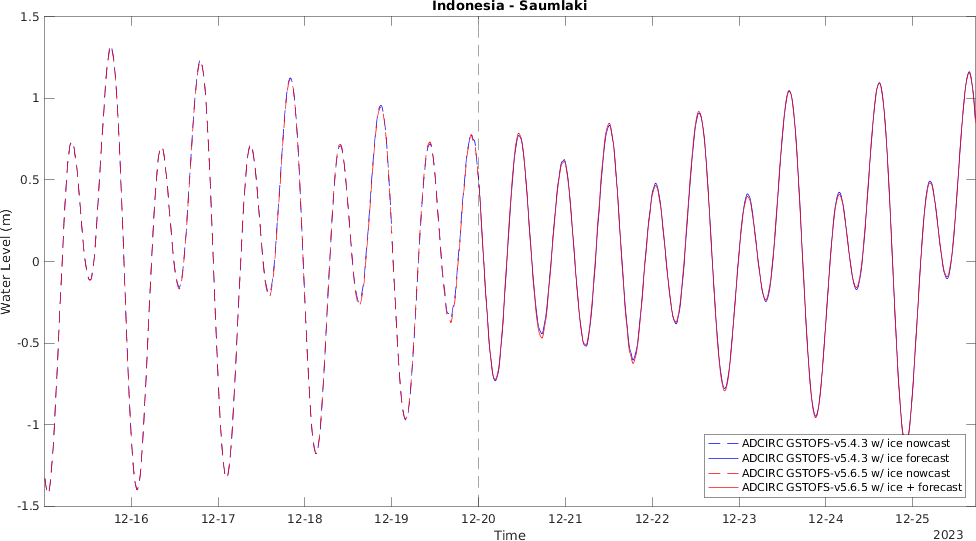 Indonesia - Saumlaki
1.5
1
0.5
0
-0.5
-1
-1.5
Water Level (m)
ADCIRC GSTOFS-v5.4.3 w/ ice nowcast
ADCIRC GSTOFS-v5.4.3 w/ ice forecast
ADCIRC GSTOFS-v5.6.5 w/ ice nowcast
ADCIRC GSTOFS-v5.6.5 w/ ice + forecast
12-16 12-17 12-18 12-19 12-20 12-21 12-22 12-23 12-24 12-25
Time
2023